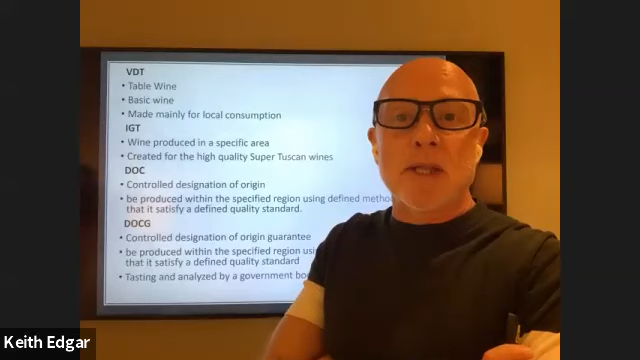 VDT
• Table Wine
• Basic wine
• Made mainly for local consumption
IGT
• Wine produced in a specific area
• Created for the high quality Super Tuscan wines
DOC
• Controlled designation of origin
• be produced within the specified region using defined
that it satisfy a defined quality standard.
DOCG
• Controlled designation of origin guarantee
• be produced within the specified region
that it satisfy a defined quality standard
• Tasting and analyzed by a government
Keith Edgar